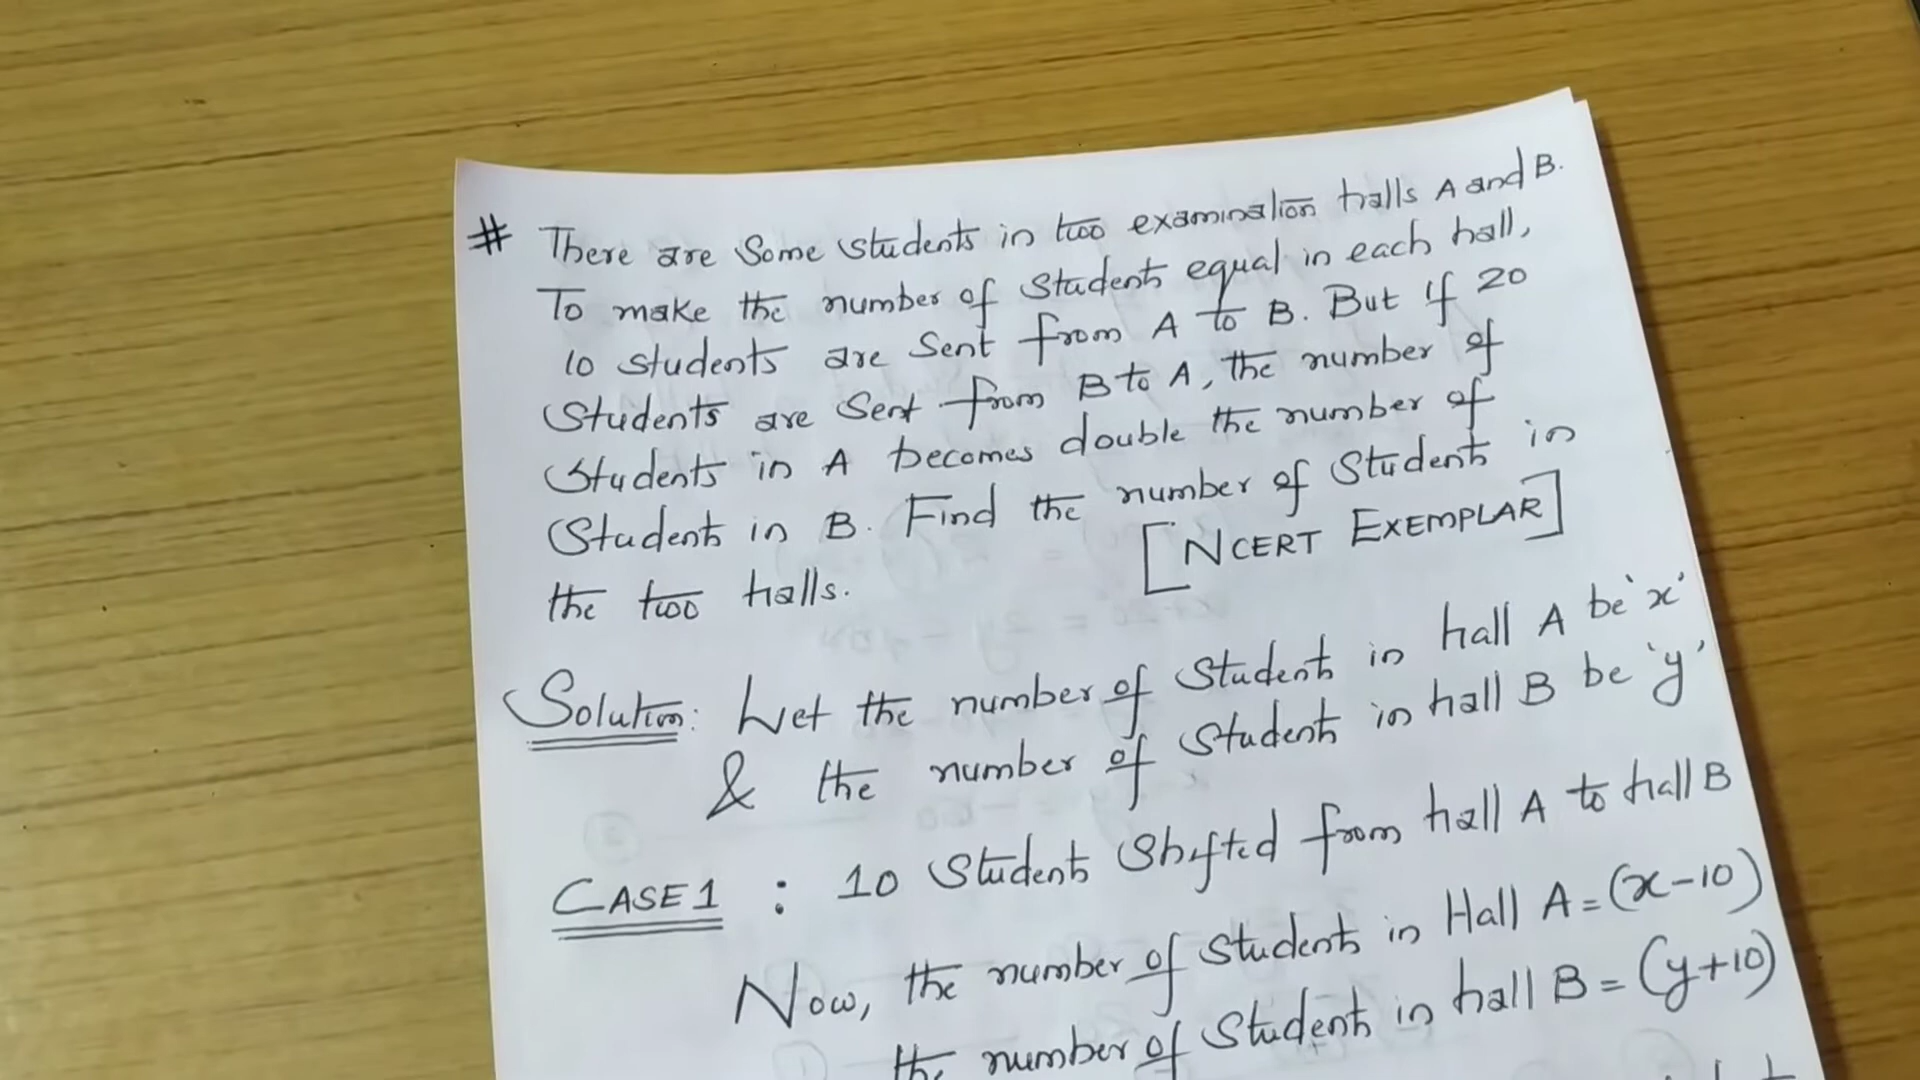 # There are Some students in two examination halls A and B.
To make the number of Students equal in each hall,
10 students are Sent from A to B. But if 20
Students are Sent from B to A, the number of
Students in A becomes double the number of
Students in B. Find the number of Students in
the two halls. [NCERT EXEMPLAR]
Solution: Let the number of Students in hall A be 'x'
& the number of Students in hall B be 'y'
CASE 1 : 10 Students Shifted from hall A to hall B
Now, the number of Students in Hall A = (x-10)
the number of Students in hall B = (y+10)